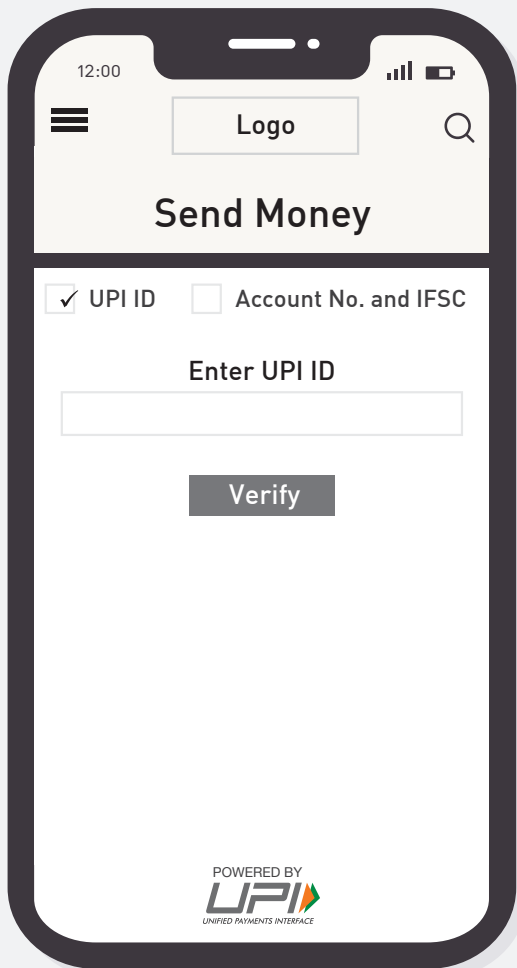 12:00
Logo
Send Money
UPI ID Account No. and IFSC
Enter UPI ID
Verify
POWERED BY
UPI
UNIFIED PAYMENTS INTERFACE